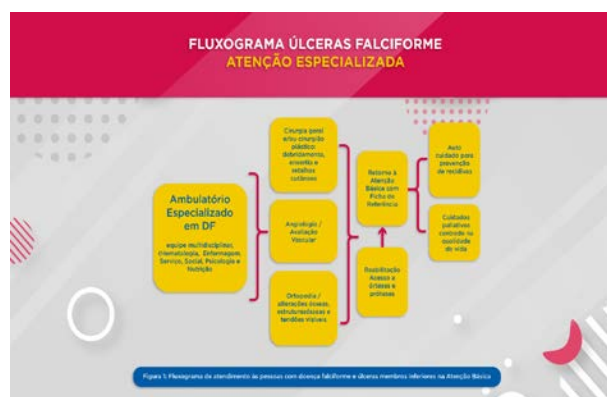 FLUXOGRAMA ÚLCERAS FALCIFORME
ATENÇÃO ESPECIALIZADA
Ambulatório
Especializado
em DF
equipe multidisciplinar,
Hematologia, Enfermagem,
Serviço, Social, Psicologia e
Nutrição
Cirurgia geral
e/ou cirurgião
plástico:
debridamento,
enxertia e
retalhos
cutâneos
Angiologia /
Avaliação
Vascular
Ortopedia /
alterações ósseas,
tendões visíveis
Retorno à
Atenção
Básica com
Ficha de
Referência
Reabilitação
Acesso a
órteses e
próteses
Auto
cuidado para
prevenção
de recidivas
Cuidados
paliativos
centrado na
qualidade
de vida
Figura 1: Fluxograma de atendimento às pessoas com doença falciforme e úlceras membros inferiores na Atenção Básica